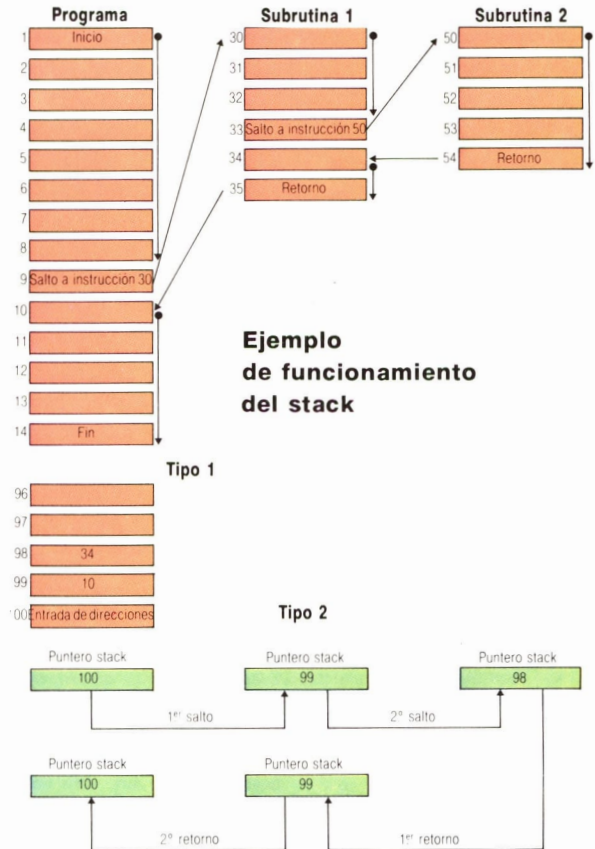 Programa
1 Inicio
2
3
4
5
6
7
8
9 Salto a instrucción 30
10
11
12
13
14 Fin
Subrutina 1
30
31
32
33 Salto a instrucción 50
34
35 Retorno
Subrutina 2
50
51
52
53
54 Retorno
Ejemplo
de funcionamiento
del stack
Tipo 1
96
97
98 34
99 10
100 Entrada de direcciones
Tipo 2
Puntero stack
100
Puntero stack
99
Puntero stack
98
1er salto
2° salto
Puntero stack
100
Puntero stack
99
2° retorno
1er retorno